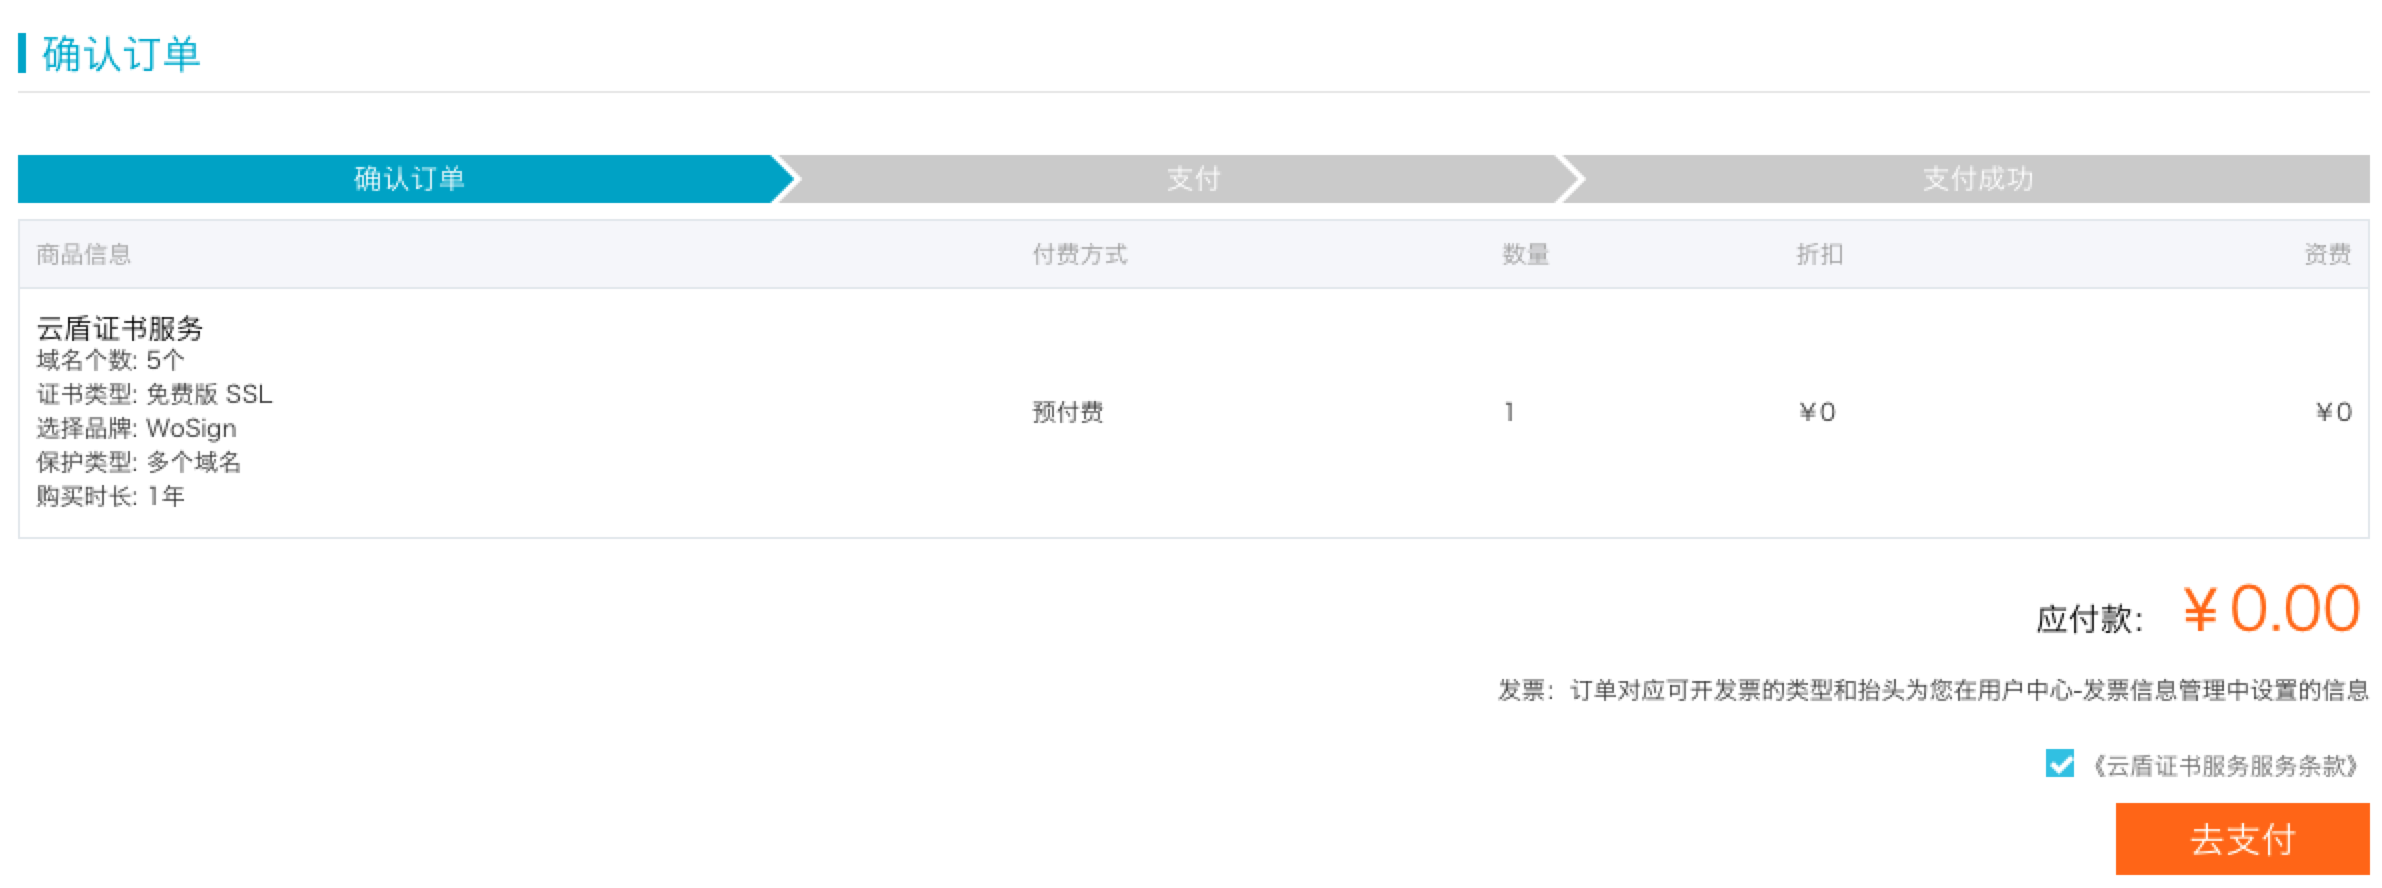 确认订单
确认订单 支付 支付成功
商品信息 付费方式 数量 折扣 资费
云盾证书服务
域名个数: 5个
证书类型: 免费版 SSL
选择品牌: WoSign
保护类型: 多个域名
购买时长: 1年
预付费 1 ¥0 ¥0
应付款: ¥0.00
发票：订单对应可开发票的类型和抬头为您在用户中心-发票信息管理中设置的信息
《云盾证书服务服务条款》
去支付